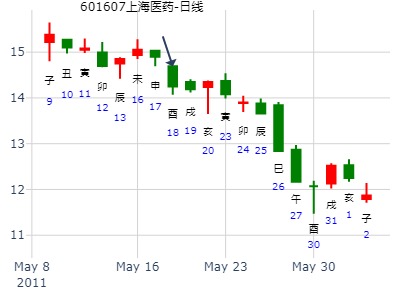 601607上海医药-日线
15
14
13
12
11
子
9
丑
10
寅
11
卯
12
辰
13
未
16
申
17
酉
18
戌
19
亥
20
寅
23
卯
24
辰
25
巳
26
午
27
酉
30
戌
31
亥
1
子
2
May 8
2011
May 16
May 23
May 30